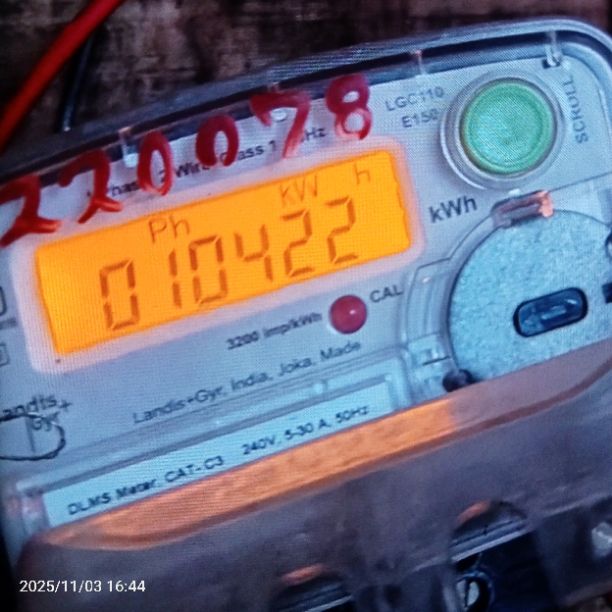 220078
LGC110
E150
SCROLL
Ph kW h
010422
kWh
CAL
3200 imp/kWh
Landis+Gyr, India, Joka, Made
DLMS Meter, CAT-C3 240V, 5-30 A, 50Hz
2025/11/03 16:44